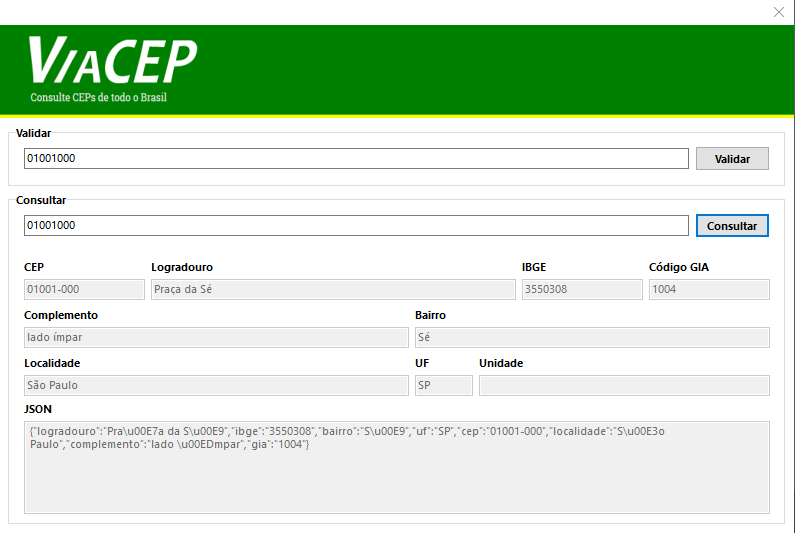 ViaCEP
Consulte CEPs de todo o Brasil
Validar
01001000 Validar
Consultar
01001000 Consultar
CEP Logradouro IBGE Código GIA
01001-000 Praça da Sé 3550308 1004
Complemento Bairro
lado ímpar Sé
Localidade UF Unidade
São Paulo SP
JSON
{"logradouro":"Pra\u00E7a da S\u00E9","ibge":"3550308","bairro":"S\u00E9","uf":"SP","cep":"01001-000","localidade":"S\u00E3o
Paulo","complemento":"lado \u00EDmpar","gia":"1004"}